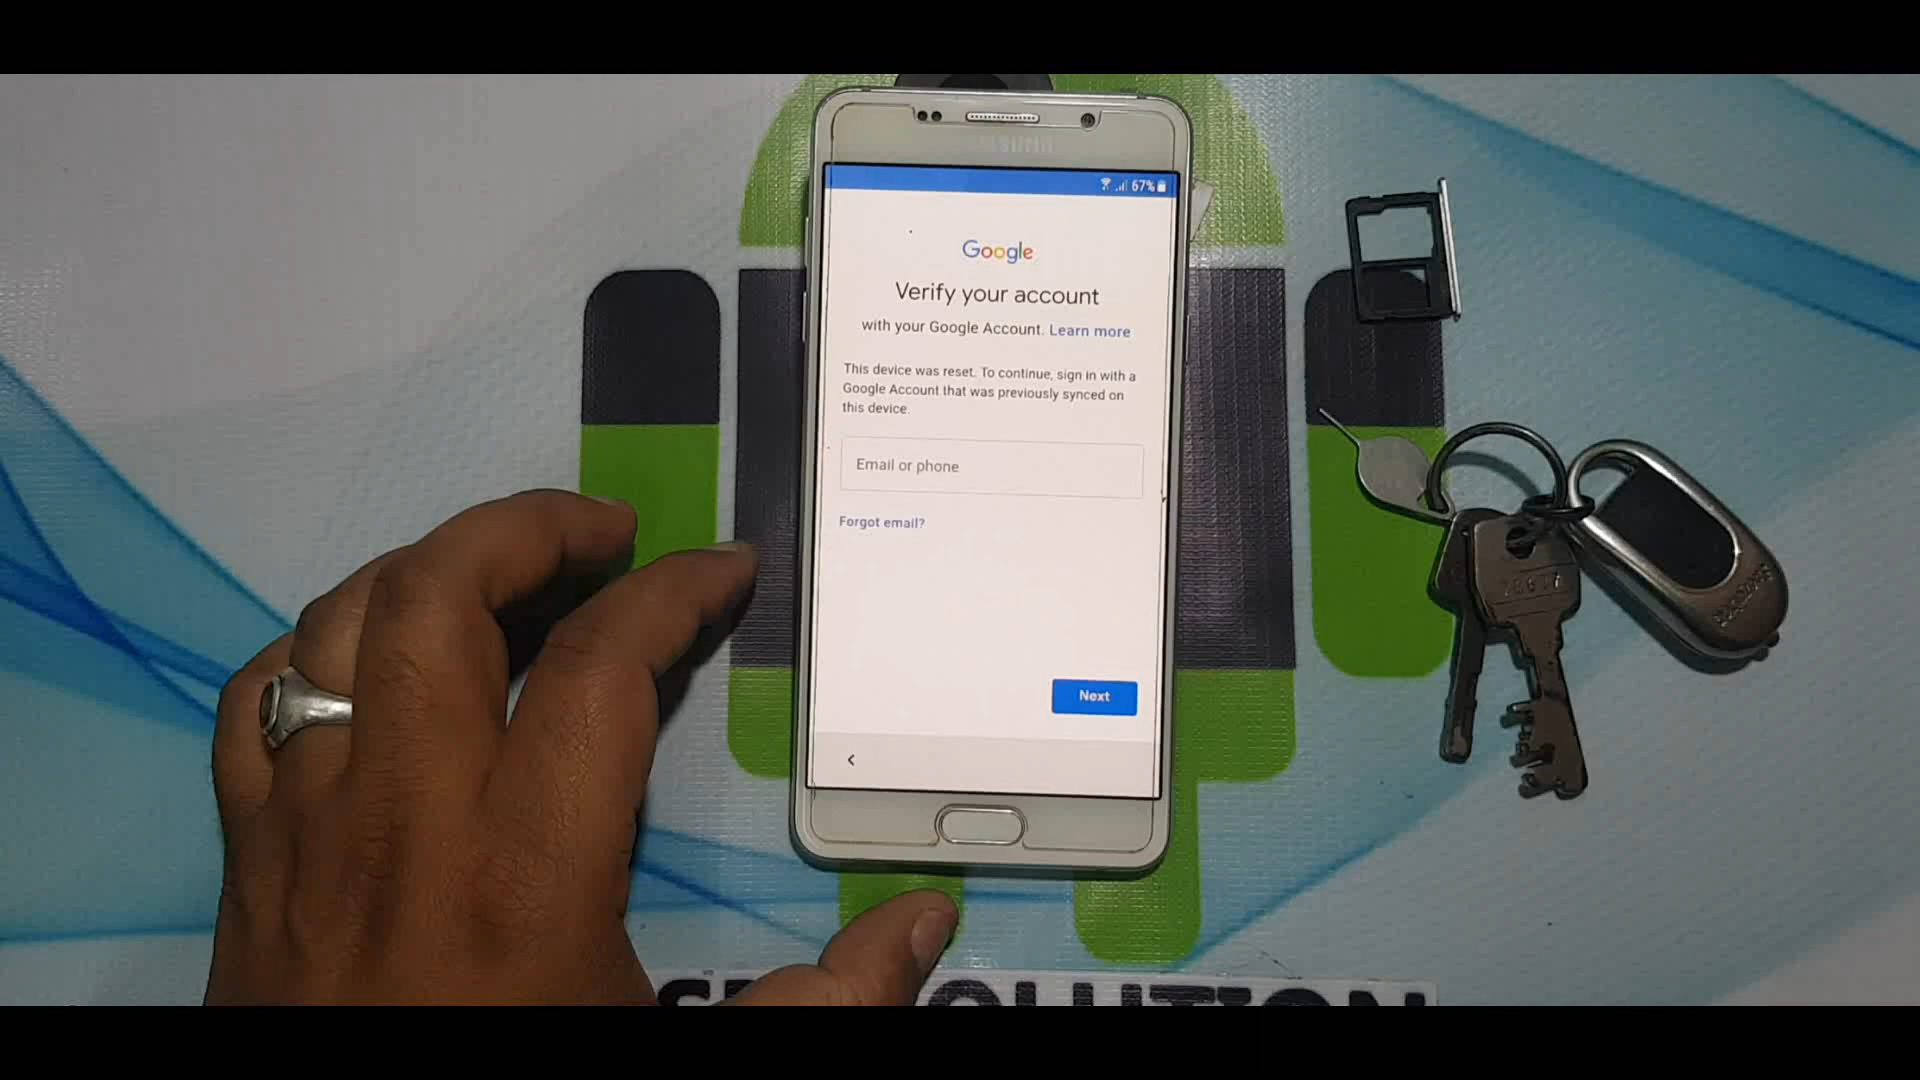 SAMSUNG
67%
Google
Verify your account
with your Google Account. Learn more
This device was reset. To continue, sign in with a
Google Account that was previously synced on
this device.
Email or phone
Forgot email?
Next